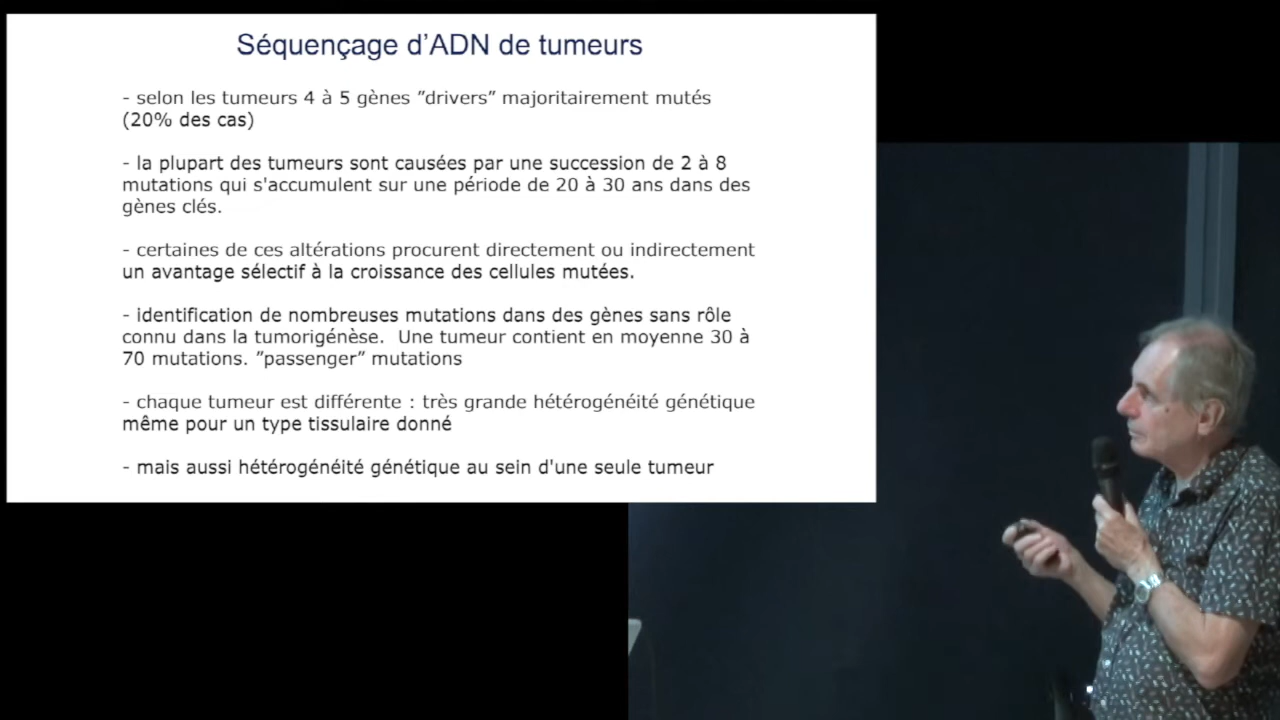 Séquençage d’ADN de tumeurs
- selon les tumeurs 4 à 5 gènes ”drivers” majoritairement mutés
(20% des cas)
- la plupart des tumeurs sont causées par une succession de 2 à 8
mutations qui s'accumulent sur une période de 20 à 30 ans dans des
gènes clés.
- certaines de ces altérations procurent directement ou indirectement
un avantage sélectif à la croissance des cellules mutées.
- identification de nombreuses mutations dans des gènes sans rôle
connu dans la tumorigénèse.  Une tumeur contient en moyenne 30 à
70 mutations. ”passenger” mutations
- chaque tumeur est différente : très grande hétérogénéité génétique
même pour un type tissulaire donné
- mais aussi hétérogénéité génétique au sein d'une seule tumeur